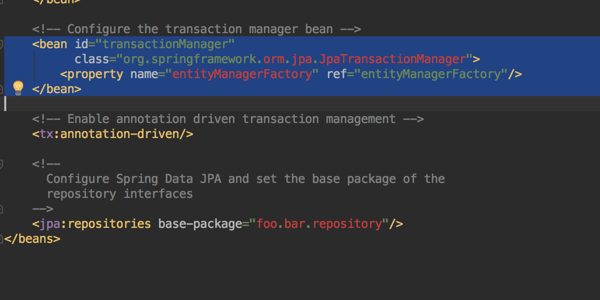 </bean>
<!-- Configure the transaction manager bean -->
<bean id="transactionManager"
class="org.springframework.orm.jpa.JpaTransactionManager">
<property name="entityManagerFactory" ref="entityManagerFactory"/>
</bean>
<!-- Enable annotation driven transaction management -->
<tx:annotation-driven/>
<!--
Configure Spring Data JPA and set the base package of the
repository interfaces
-->
<jpa:repositories base-package="foo.bar.repository"/>
</beans>